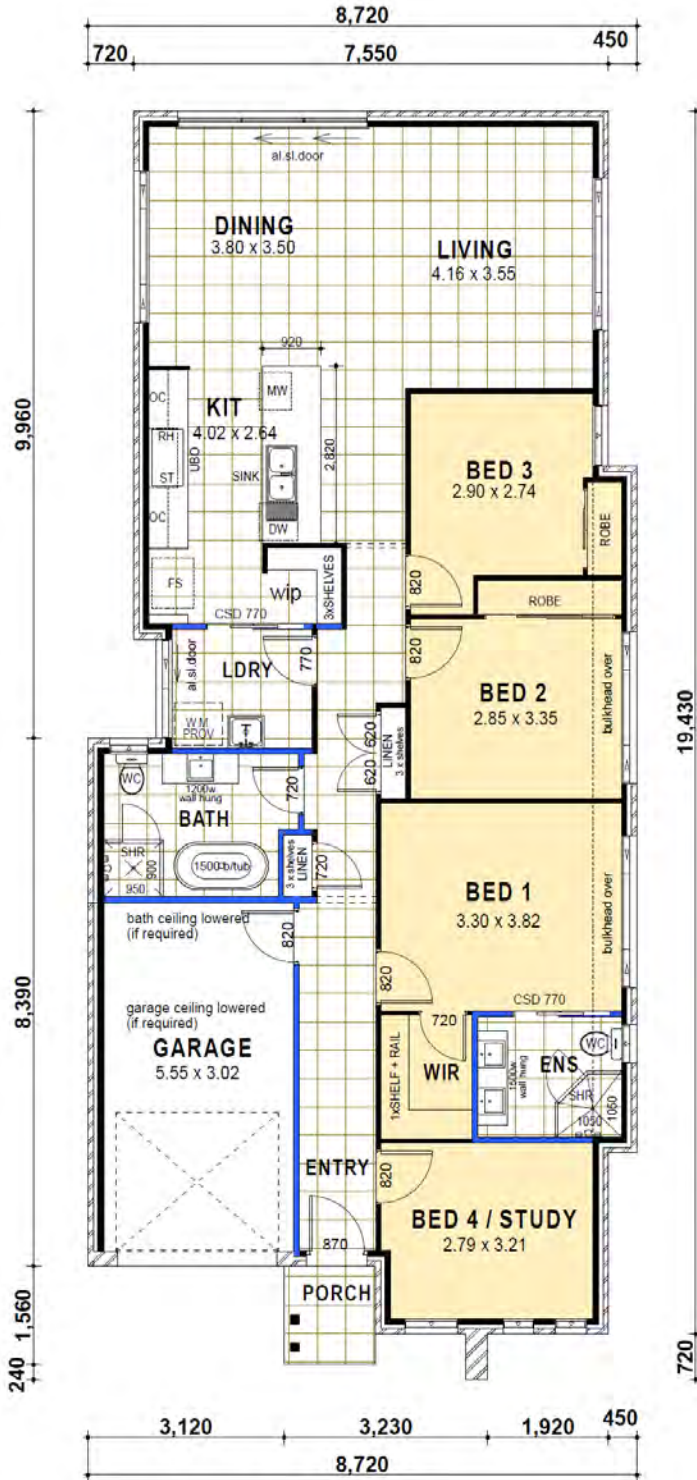 8,720
720
7,550
450
al.sl.door
DINING
3.80 x 3.50
LIVING
4.16 x 3.55
920
MW
OC
KIT
4.02 x 2.64
RH
ST
UBO
SINK
2,820
OC
DW
BED 3
2.90 x 2.74
ROBE
9,960
FS
wip
3xSHELVES
820
ROBE
CSD 770
al.sl.door
LDRY
770
820
BED 2
2.85 x 3.35
bulkhead over
19,430
W.M
PROV
T
620
620
LINEN
3 x shelves
WC
1200w
wall hung
720
BATH
SHR
900
950
1500 b/tub
3 x shelves
LINEN
720
BED 1
3.30 x 3.82
bulkhead over
bath ceiling lowered
(if required)
820
820
8,390
garage ceiling lowered
(if required)
GARAGE
5.55 x 3.02
CSD 770
720
1xSHELF + RAIL
WIR
1500w
wall hung
ENS
WC
SHR
1050
1050
ENTRY
820
BED 4 / STUDY
2.79 x 3.21
870
PORCH
1,560
240
720
3,120
3,230
1,920
450
8,720